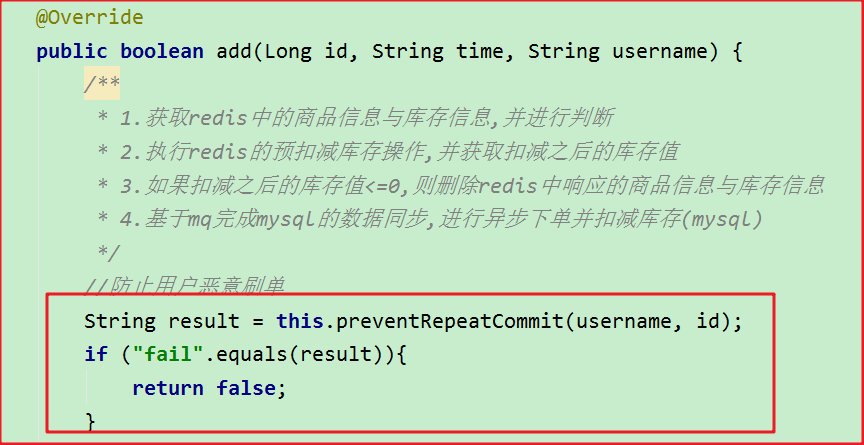 @Override
public boolean add(Long id, String time, String username) {
/**
* 1.获取redis中的商品信息与库存信息,并进行判断
* 2.执行redis的预扣减库存操作,并获取扣减之后的库存值
* 3.如果扣减之后的库存值<=0,则删除redis中响应的商品信息与库存信息
* 4.基于mq完成mysql的数据同步,进行异步下单并扣减库存(mysql)
*/
//防止用户恶意刷单
String result = this.preventRepeatCommit(username, id);
if ("fail".equals(result)){
return false;
}